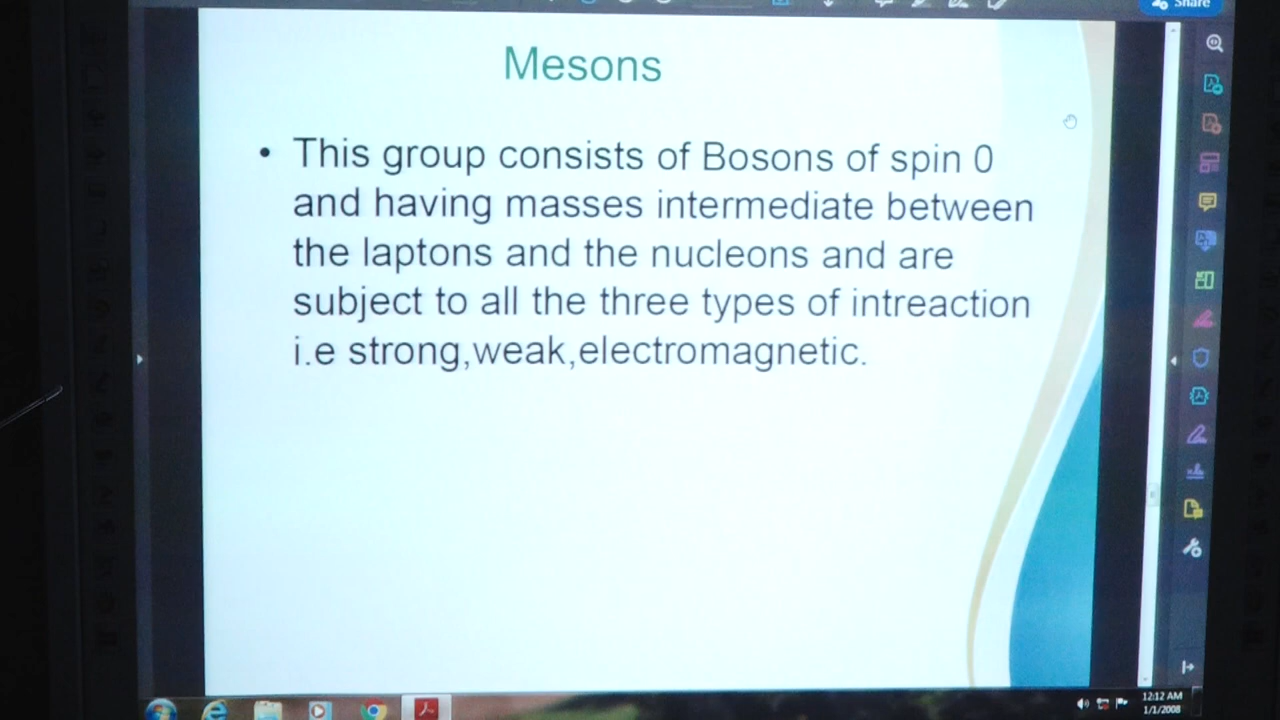 Share
Mesons
• This group consists of Bosons of spin 0
and having masses intermediate between
the laptons and the nucleons and are
subject to all the three types of intreaction
i.e strong,weak,electromagnetic.
12:12 AM
1/1/2008